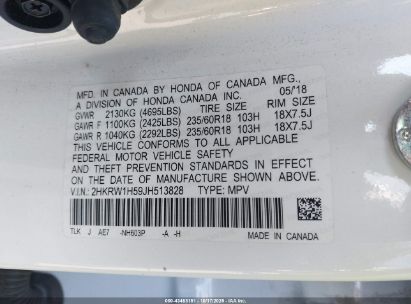 MFD. IN CANADA BY HONDA OF CANADA MFG.,
A DIVISION OF HONDA CANADA INC. 05/18
GVWR 2130KG (4695LBS) TIRE SIZE RIM SIZE
GAWR F 1100KG (2425LBS) 235/60R18 103H 18X7.5J
GAWR R 1040KG (2292LBS) 235/60R18 103H 18X7.5J
THIS VEHICLE CONFORMS TO ALL APPLICABLE
FEDERAL MOTOR VEHICLE SAFETY
AND THEFT PREVENTION STANDARDS IN EFFECT
ON THE DATE OF MANUFACTURE SHOWN ABOVE.
V.I.N.: 2HKRW1H59JH513828 TYPE: MPV
TLK J AE7 -NH603P -A -H MADE IN CANADA